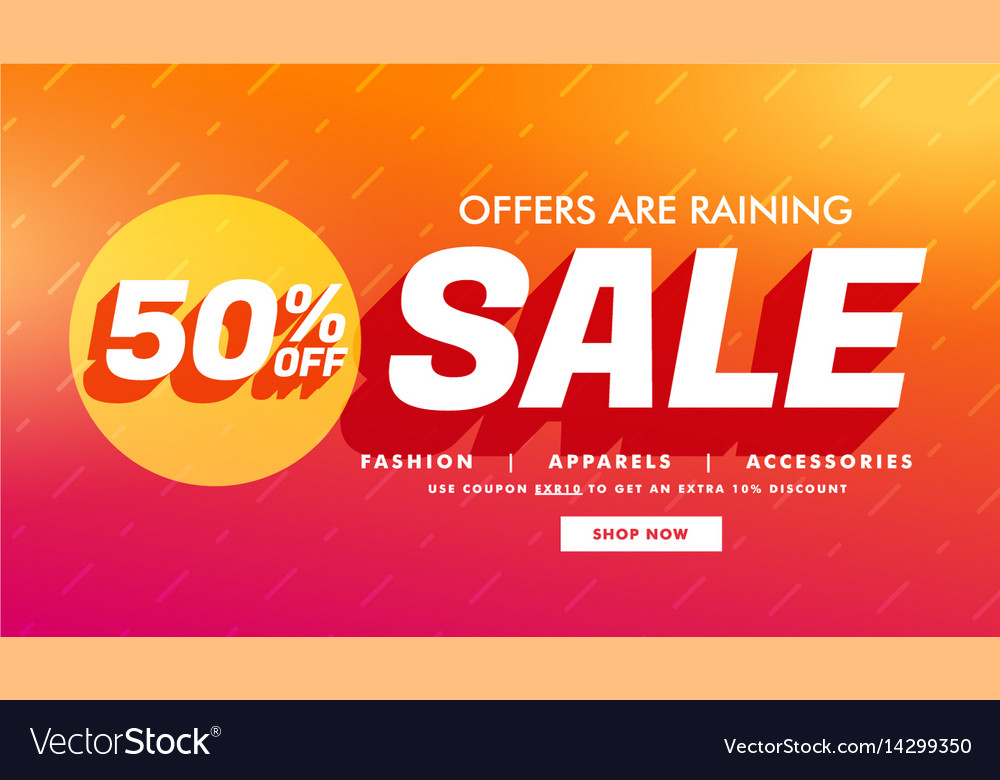 OFFERS ARE RAINING
50% OFF
SALE
FASHION | APPARELS | ACCESSORIES
USE COUPON EXR10 TO GET AN EXTRA 10% DISCOUNT
SHOP NOW
VectorStock®
VectorStock.com/14299350